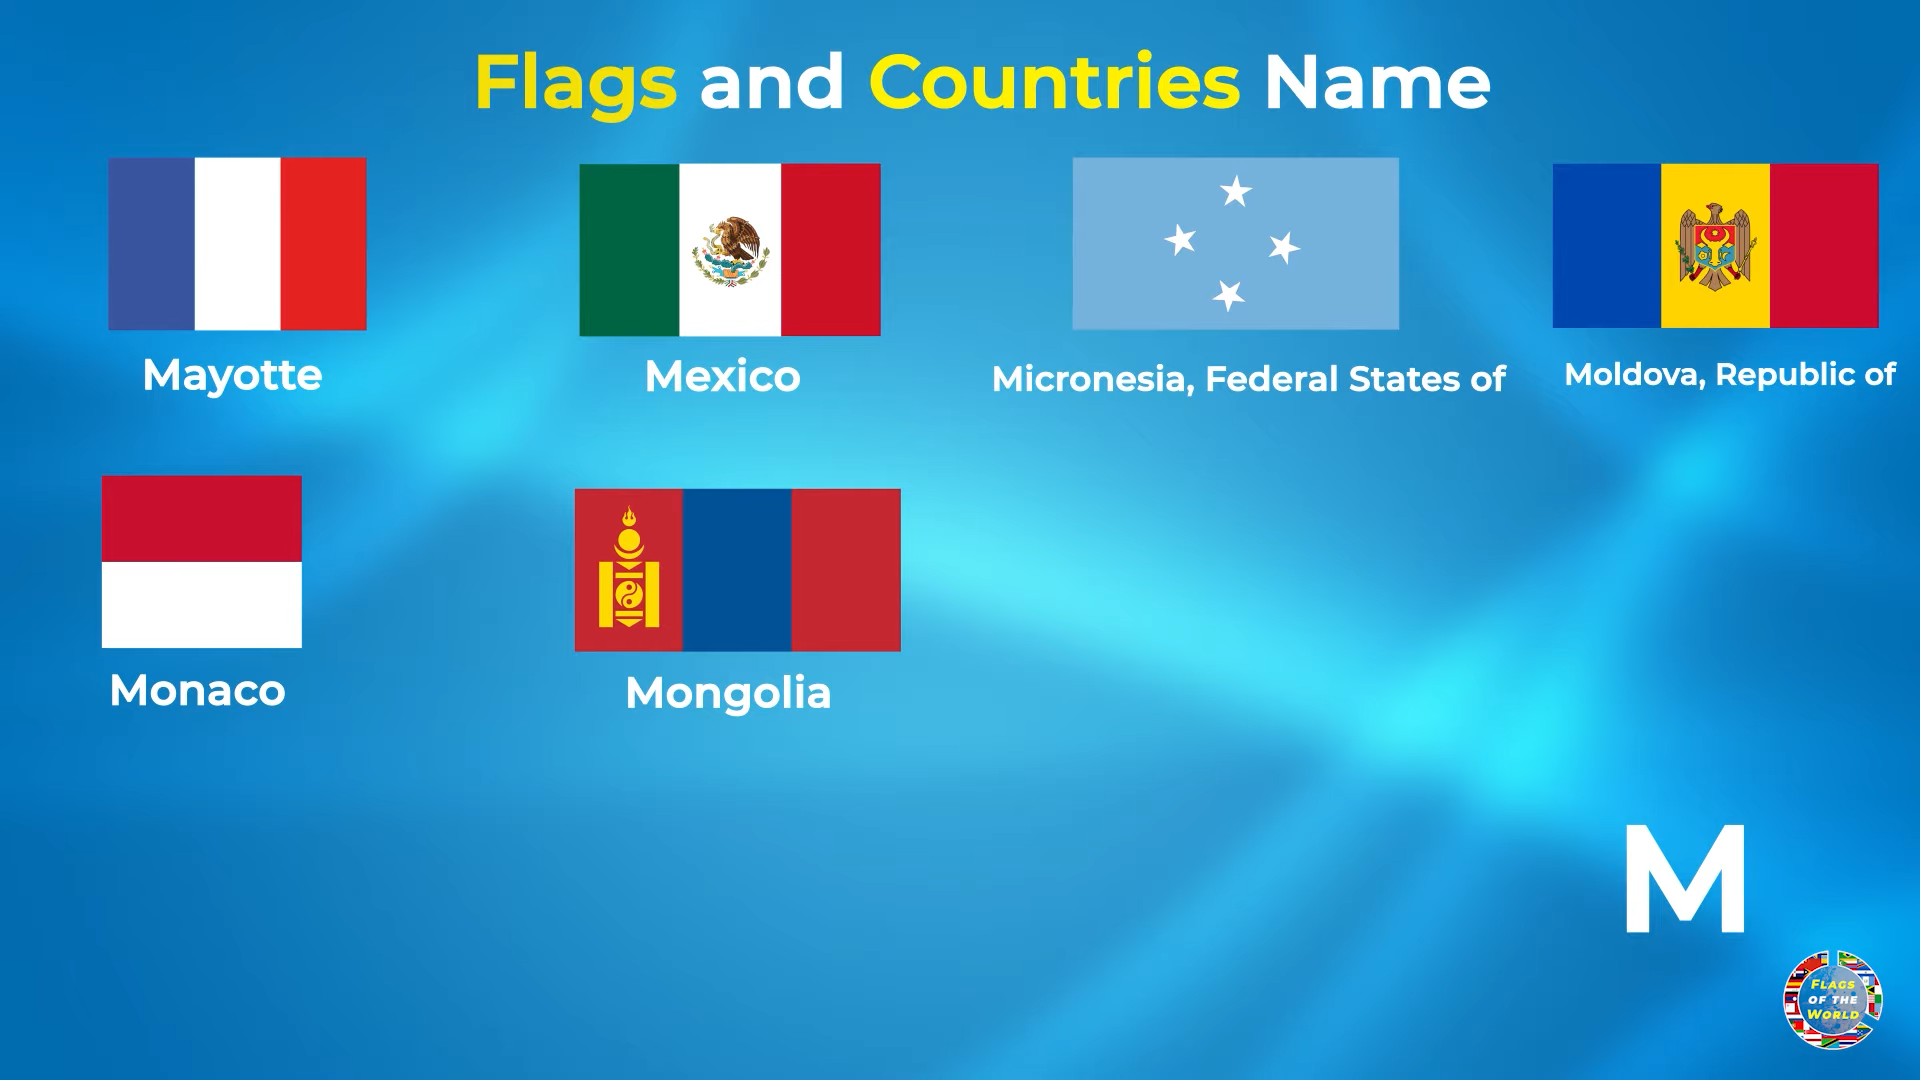 Flags and Countries Name
Mayotte
Mexico
Micronesia, Federal States of
Moldova, Republic of
Monaco
Mongolia
M
FLAGS
OF THE
WORLD